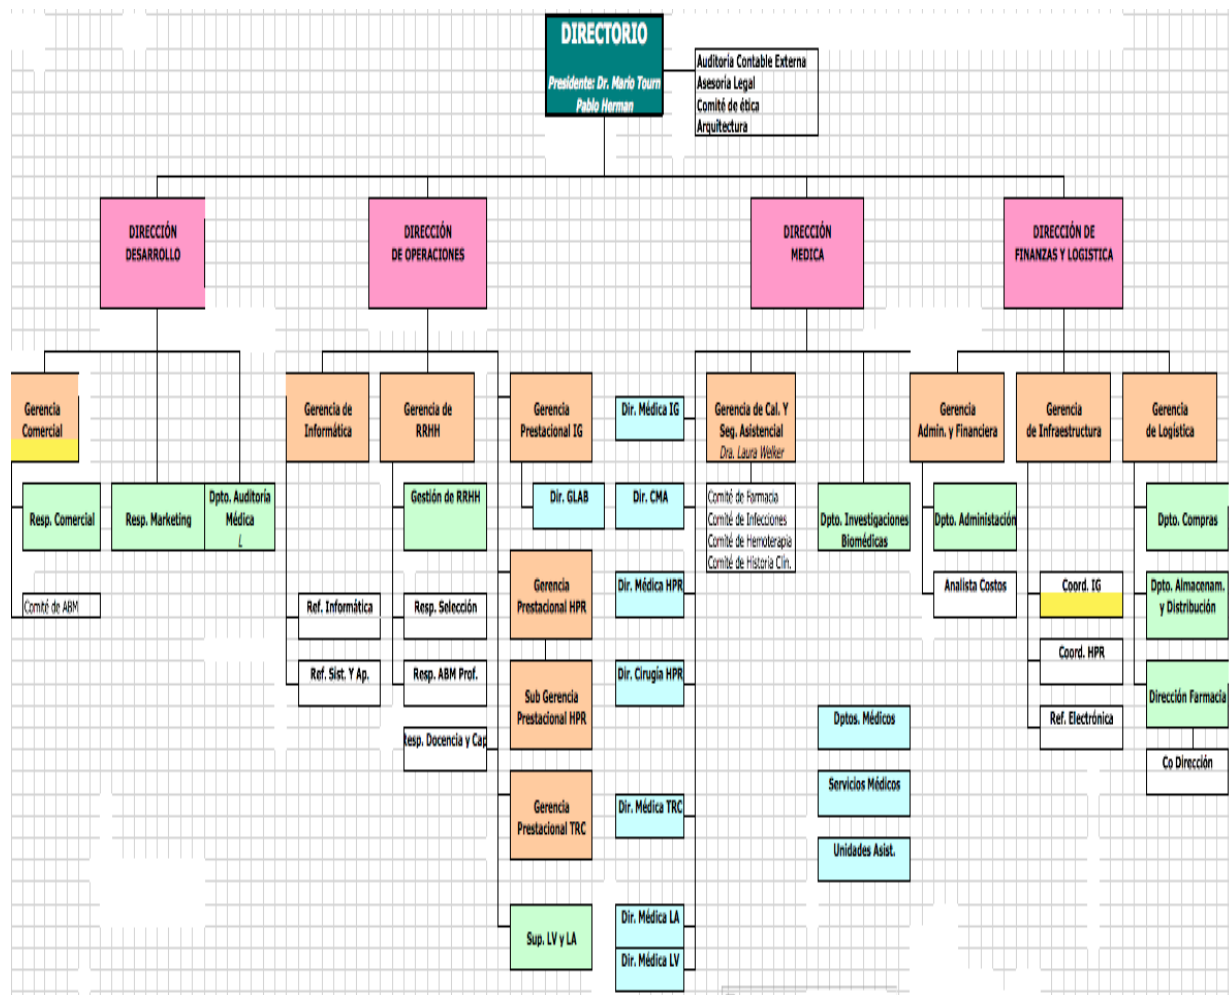 DIRECTORIO
Presidente: Dr. Mario Tourn
Pablo Herman
Auditoría Contable Externa
Asesoría Legal
Comité de ética
Arquitectura
DIRECCIÓN
DESARROLLO
DIRECCIÓN
DE OPERACIONES
DIRECCIÓN
MEDICA
DIRECCIÓN DE
FINANZAS Y LOGISTICA
Gerencia
Comercial
Gerencia de
Informática
Gerencia de
RRHH
Gerencia
Prestacional IG
Dir. Médica IG
Gerencia de Cal. Y
Seg. Asistencial
Dra. Laura Welker
Gerencia
Admin. y Financiera
Gerencia
de Infraestructura
Gerencia
de Logística
Resp. Comercial
Resp. Marketing
Dpto. Auditoría
Médica
L
Gestión de RRHH
Dir. GLAB
Dir. CMA
Comité de Farmacia
Comité de Infecciones
Comité de Hemoterapia
Comité de Historia Clin.
Dpto. Investigaciones
Biomédicas
Dpto. Administación
Dpto. Compras
Comité de ABM
Ref. Informática
Resp. Selección
Gerencia
Prestacional HPR
Dir. Médica HPR
Analista Costos
Coord. IG
Dpto. Almacenam.
y Distribución
Ref. Sist. Y Ap.
Resp. ABM Prof.
Sub Gerencia
Prestacional HPR
Dir. Cirugía HPR
Coord. HPR
Dirección Farmacia
Resp. Docencia y Cap
Dptos. Médicos
Ref. Electrónica
Co Dirección
Gerencia
Prestacional TRC
Dir. Médica TRC
Servicios Médicos
Unidades Asist.
Sup. LV y LA
Dir. Médica LA
Dir. Médica LV